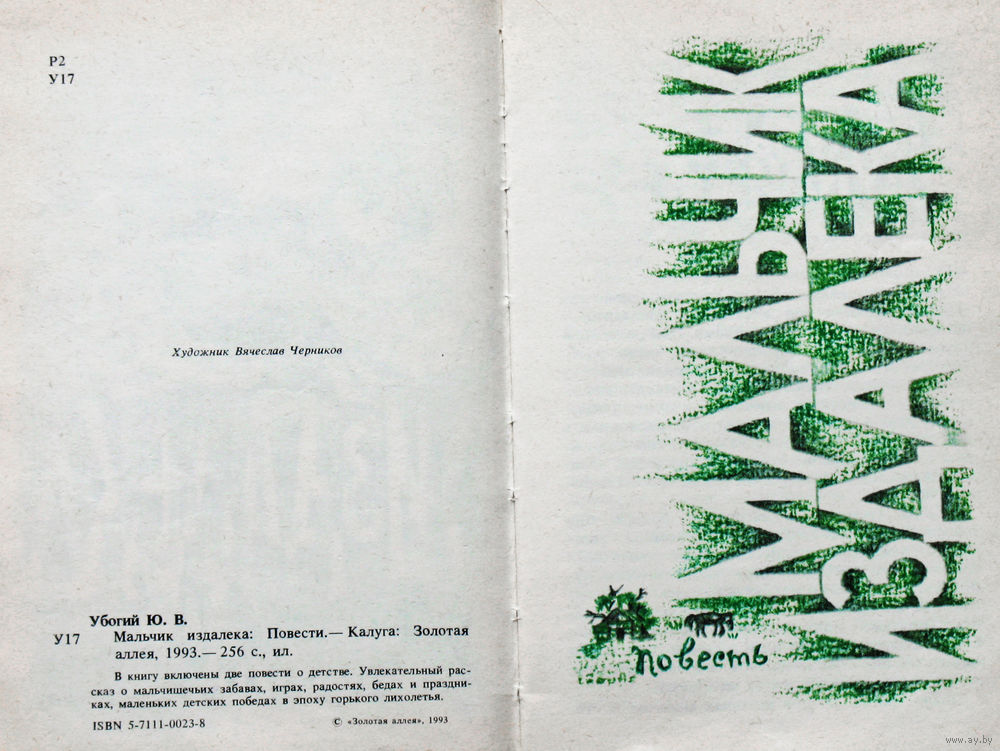 Р2
У17
Художник Вячеслав Черников
Убогий Ю. В.
У17 Мальчик издалека: Повести.— Калуга: Золотая
аллея, 1993.— 256 с., ил.
В книгу включены две повести о детстве. Увлекательный рас-
сказ о мальчишечьих забавах, играх, радостях, бедах и праздни-
ках, маленьких детских победах в эпоху горького лихолетья.
ISBN 5-7111-0023-8
© «Золотая аллея», 1993
МАЛЬЧИК
ИЗДАЛЕКА
повесть
www.ay.by